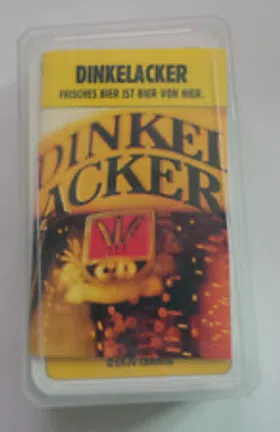 DINKELACKER
FRISCHES BIER IST BIER VON HIER.
DINKEL
ACKER